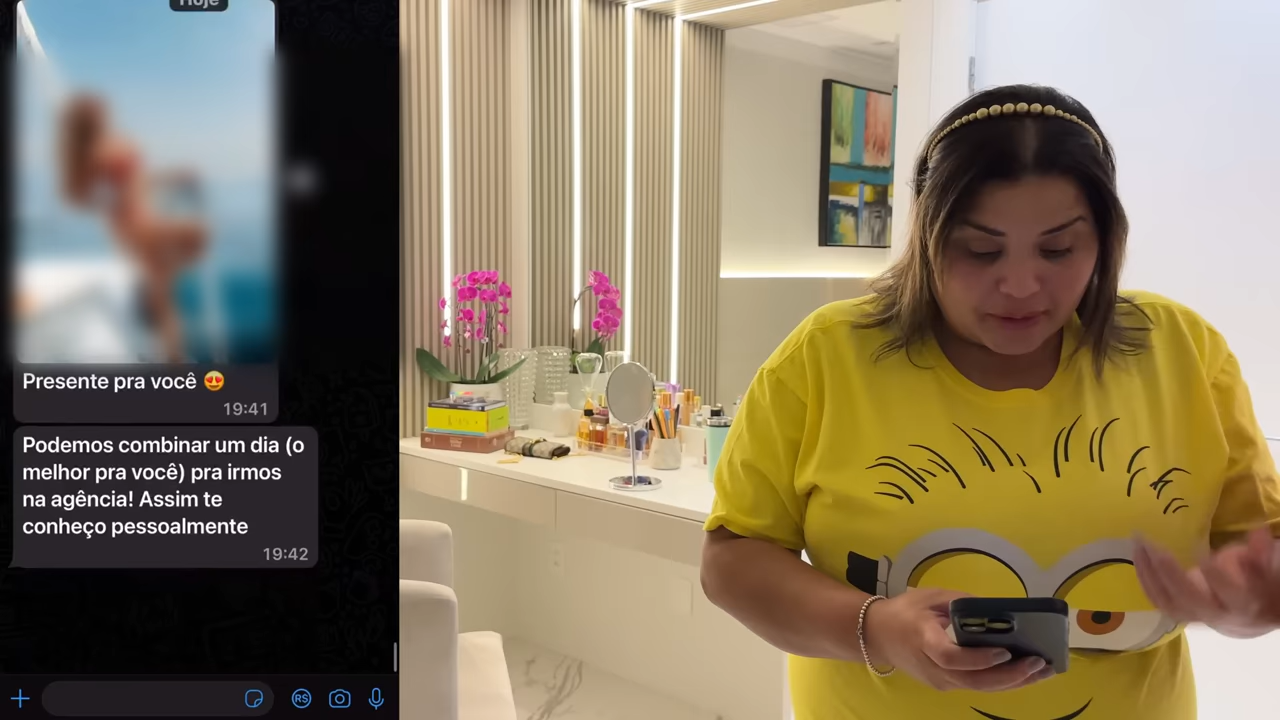 Hoje
Presente pra você 😍
19:41
Podemos combinar um dia (o
melhor pra você) pra irmos
na agência! Assim te
conheço pessoalmente
19:42
RS